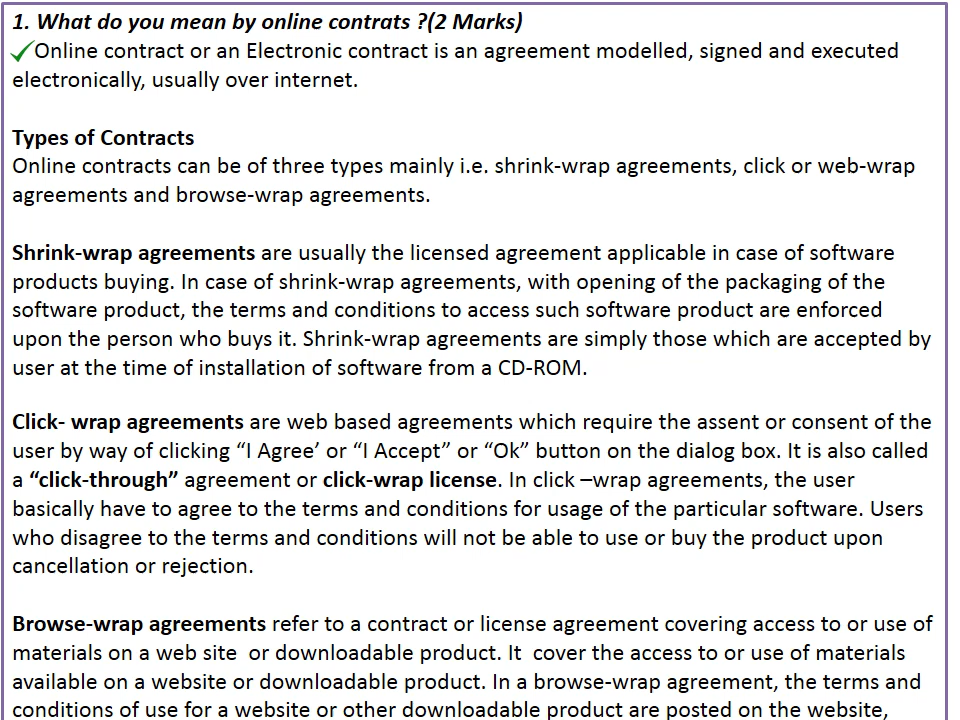 1. What do you mean by online contrats ?(2 Marks)
Online contract or an Electronic contract is an agreement modelled, signed and executed
electronically, usually over internet.
Types of Contracts
Online contracts can be of three types mainly i.e. shrink-wrap agreements, click or web-wrap
agreements and browse-wrap agreements.
Shrink-wrap agreements are usually the licensed agreement applicable in case of software
products buying. In case of shrink-wrap agreements, with opening of the packaging of the
software product, the terms and conditions to access such software product are enforced
upon the person who buys it. Shrink-wrap agreements are simply those which are accepted by
user at the time of installation of software from a CD-ROM.
Click- wrap agreements are web based agreements which require the assent or consent of the
user by way of clicking “I Agree’ or “I Accept” or “Ok” button on the dialog box. It is also called
a “click-through” agreement or click-wrap license. In click –wrap agreements, the user
basically have to agree to the terms and conditions for usage of the particular software. Users
who disagree to the terms and conditions will not be able to use or buy the product upon
cancellation or rejection.
Browse-wrap agreements refer to a contract or license agreement covering access to or use of
materials on a web site  or downloadable product. It  cover the access to or use of materials
available on a website or downloadable product. In a browse-wrap agreement, the terms and
conditions of use for a website or other downloadable product are posted on the website,